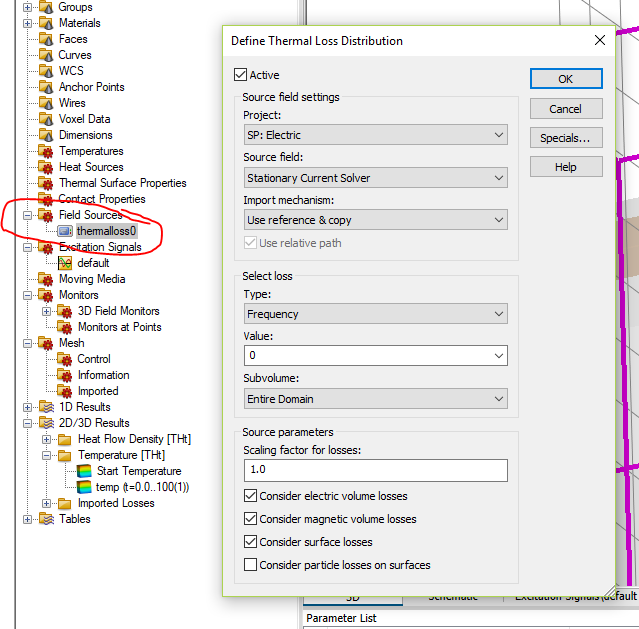 Groups
Materials
Faces
Curves
WCS
Anchor Points
Wires
Voxel Data
Dimensions
Temperatures
Heat Sources
Thermal Surface Properties
Contact Properties
Field Sources
thermalloss0
Excitation Signals
default
Moving Media
Monitors
3D Field Monitors
Monitors at Points
Mesh
Control
Information
Imported
1D Results
2D/3D Results
Heat Flow Density [THt]
Temperature [THt]
Start Temperature
temp (t=0.0..100(1))
Imported Losses
Tables
Define Thermal Loss Distribution
Active
Source field settings
Project:
SP: Electric
Source field:
Stationary Current Solver
Import mechanism:
Use reference & copy
Use relative path
Select loss
Type:
Frequency
Value:
0
Subvolume:
Entire Domain
Source parameters
Scaling factor for losses:
1.0
Consider electric volume losses
Consider magnetic volume losses
Consider surface losses
Consider particle losses on surfaces
OK
Cancel
Specials...
Help
3D Schematic Excitation Signals (default
Parameter List